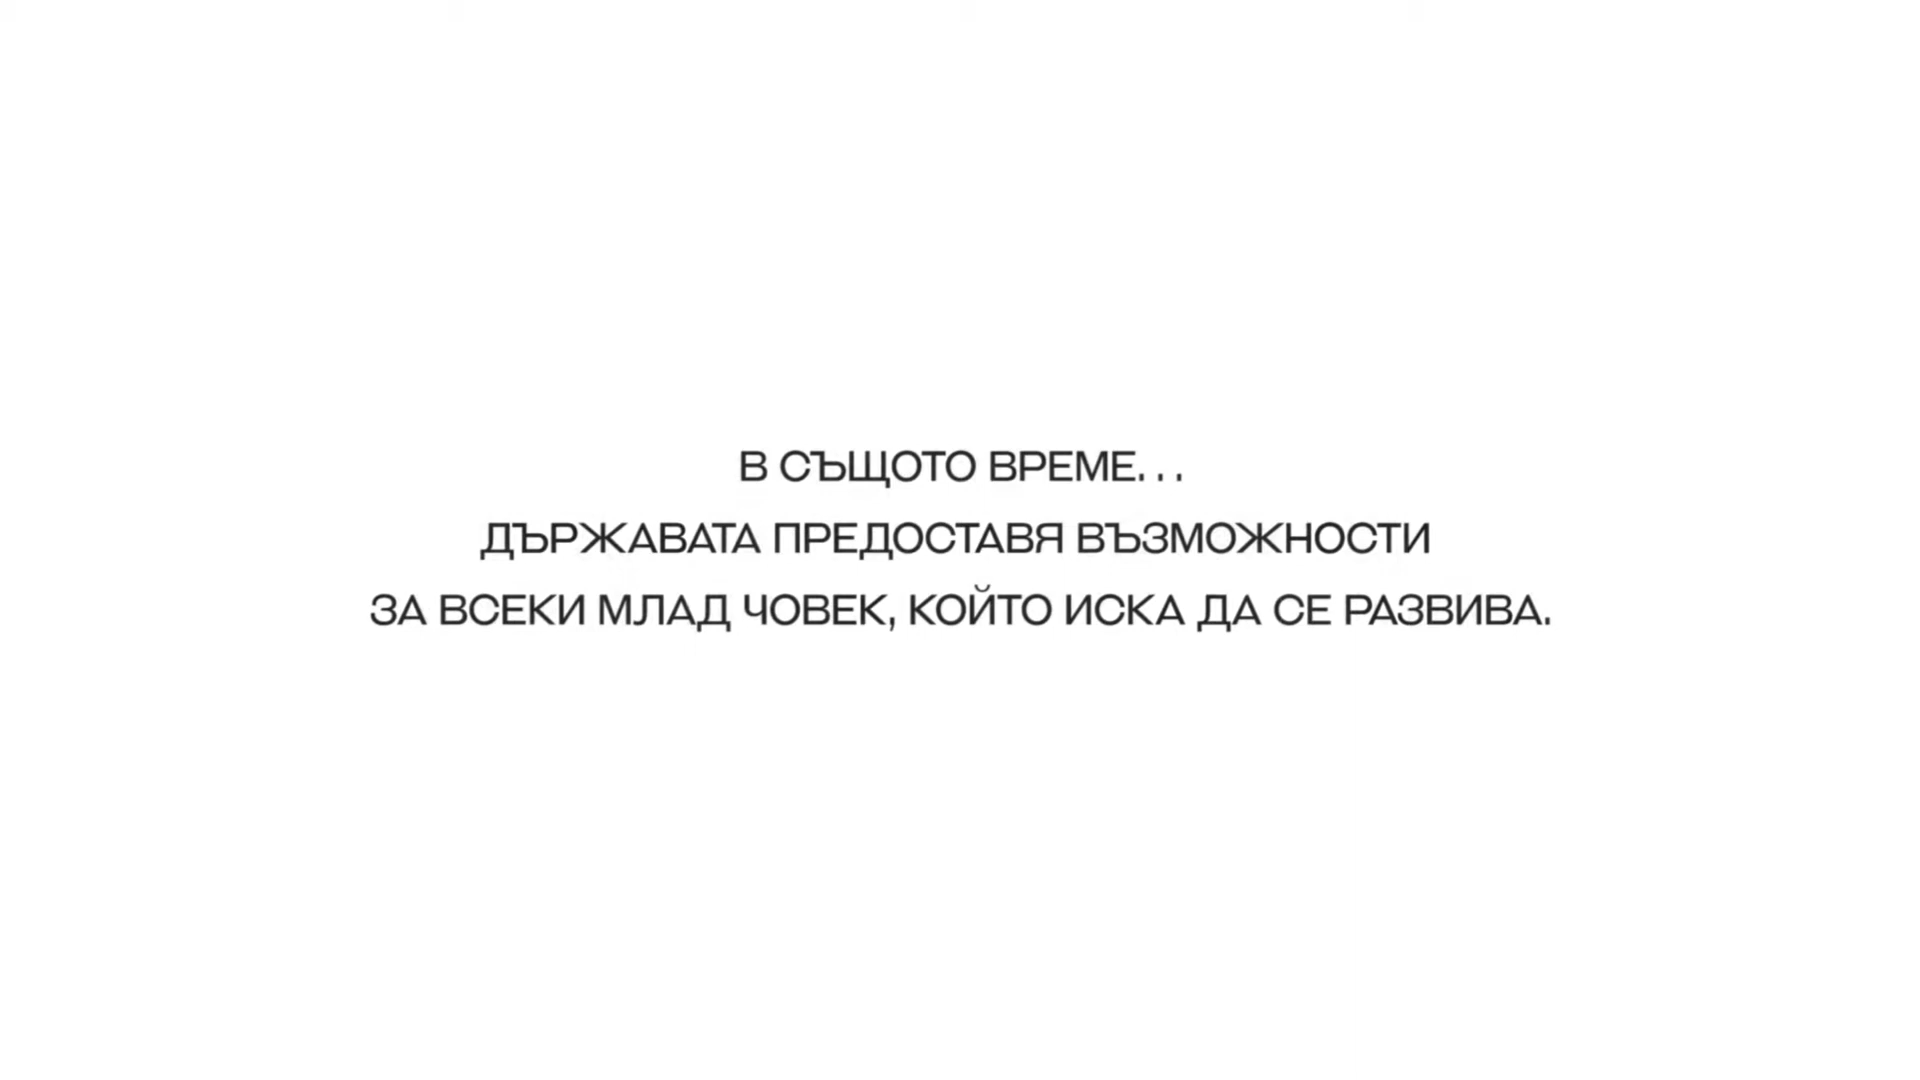 В СЪЩОТО ВРЕМЕ...
ДЪРЖАВАТА ПРЕДОСТАВЯ ВЪЗМОЖНОСТИ
ЗА ВСЕКИ МЛАД ЧОВЕК, КОЙТО ИСКА ДА СЕ РАЗВИВА.